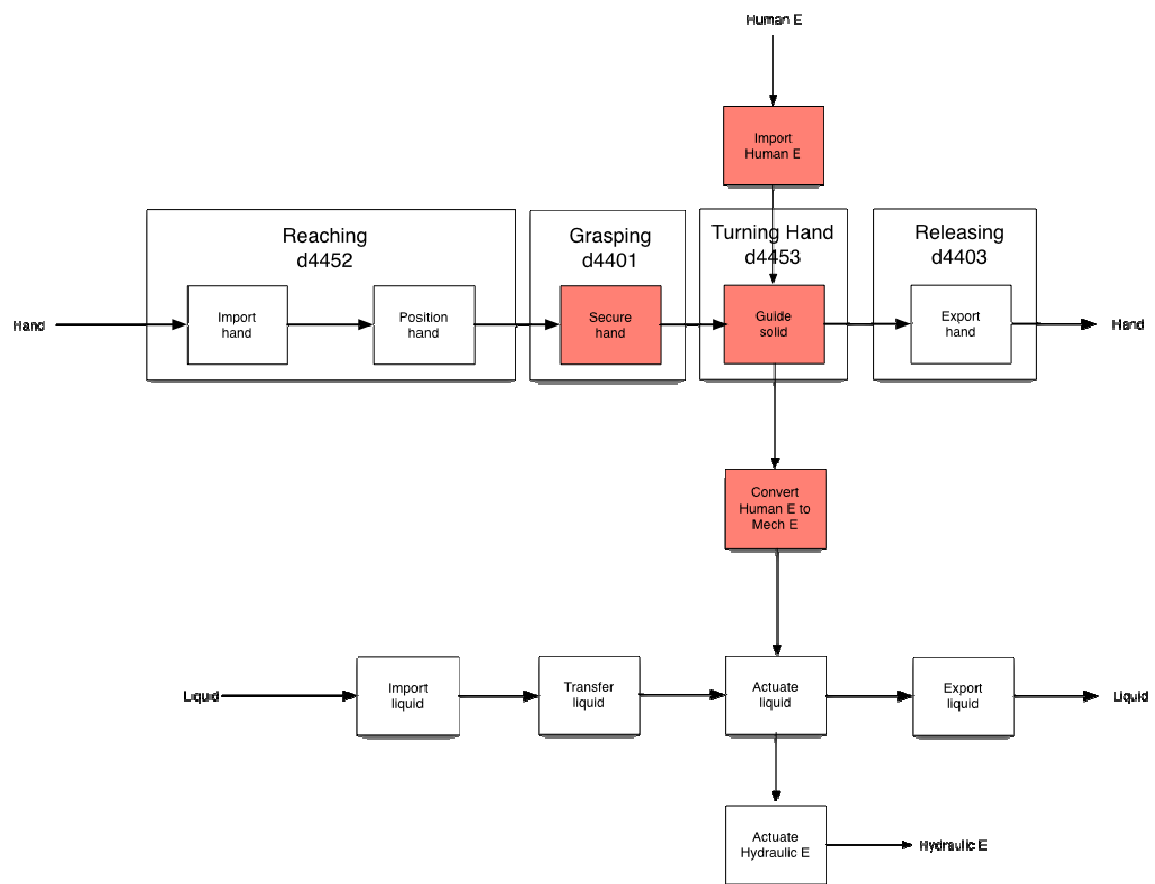 Human E
Import
Human E
Reaching
d4452
Grasping
d4401
Turning Hand
d4453
Releasing
d4403
Hand
Import
hand
Position
hand
Secure
hand
Guide
solid
Export
hand
Hand
Convert
Human E to
Mech E
Liquid
Import
liquid
Transfer
liquid
Actuate
liquid
Export
liquid
Liquid
Actuate
Hydraulic E
Hydraulic E